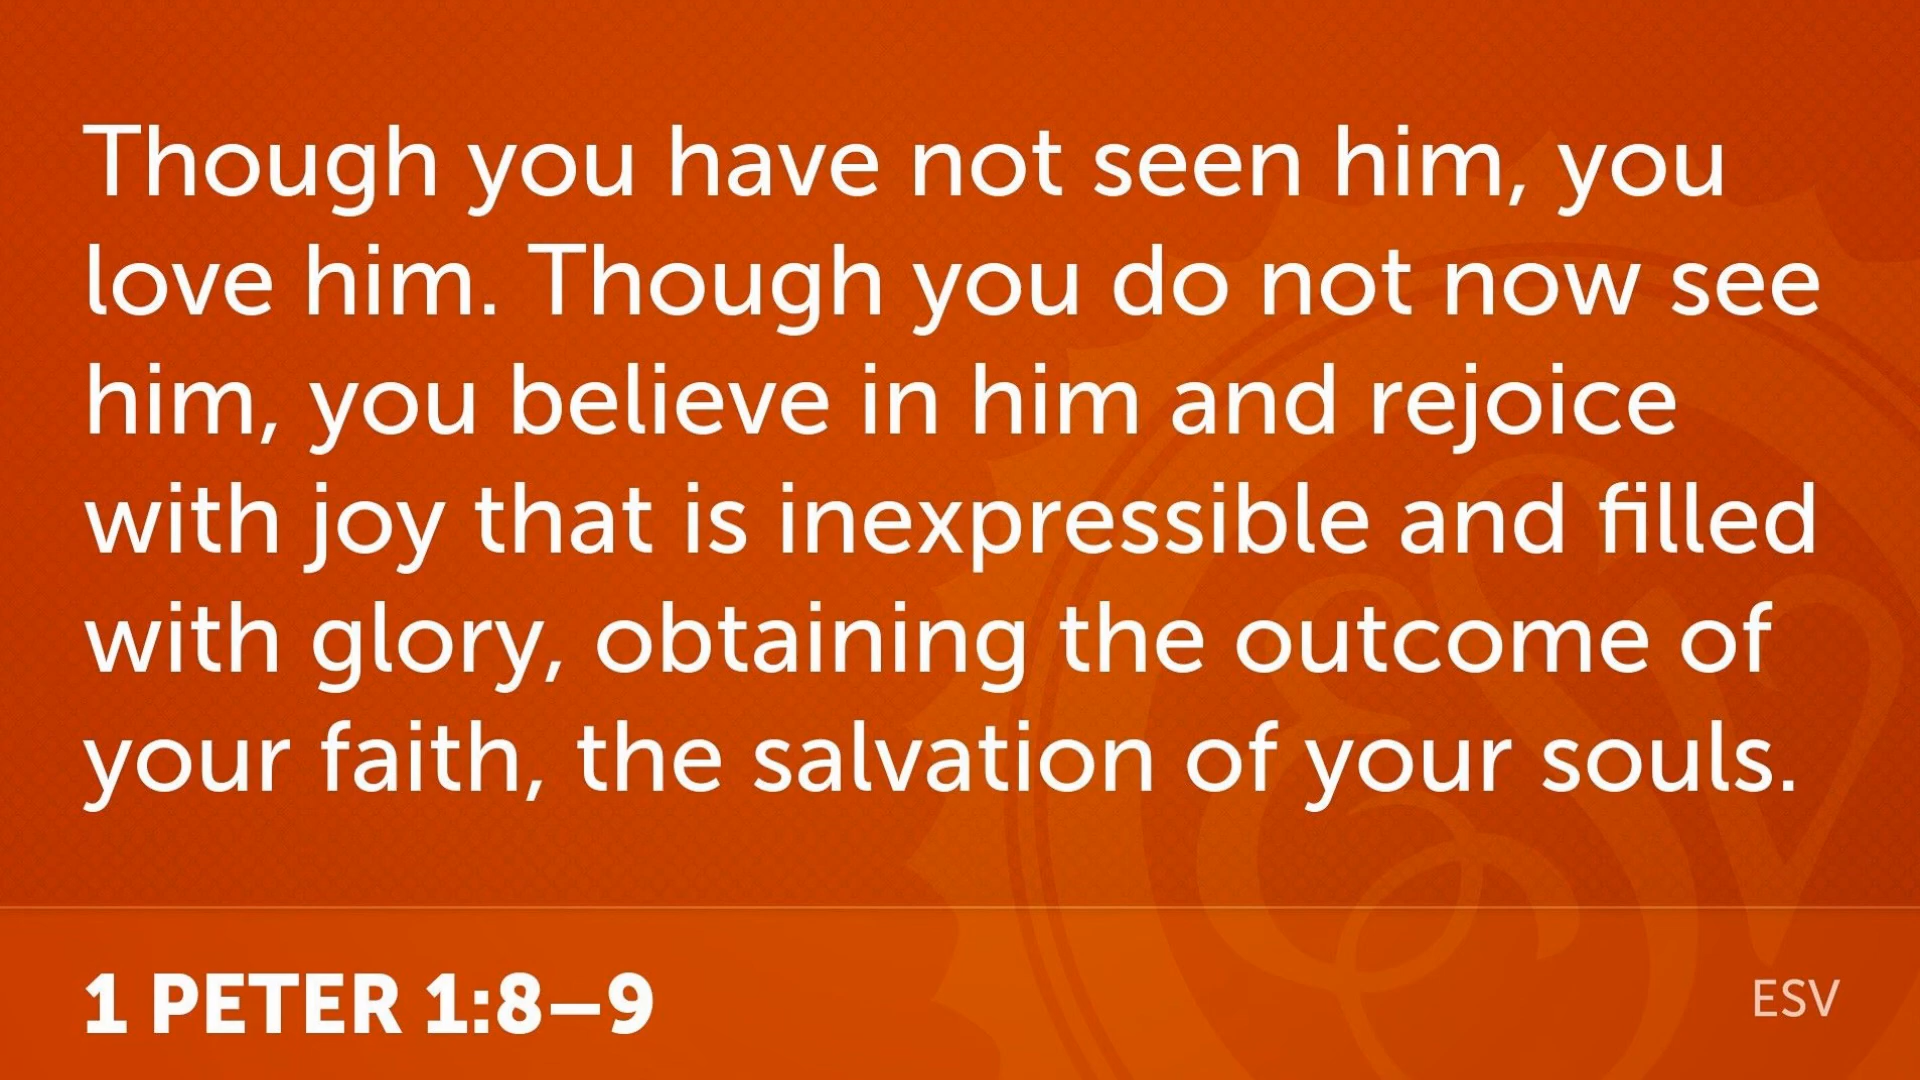 Though you have not seen him, you
love him. Though you do not now see
him, you believe in him and rejoice
with joy that is inexpressible and filled
with glory, obtaining the outcome of
your faith, the salvation of your souls.
1 PETER 1:8–9
ESV
ESV